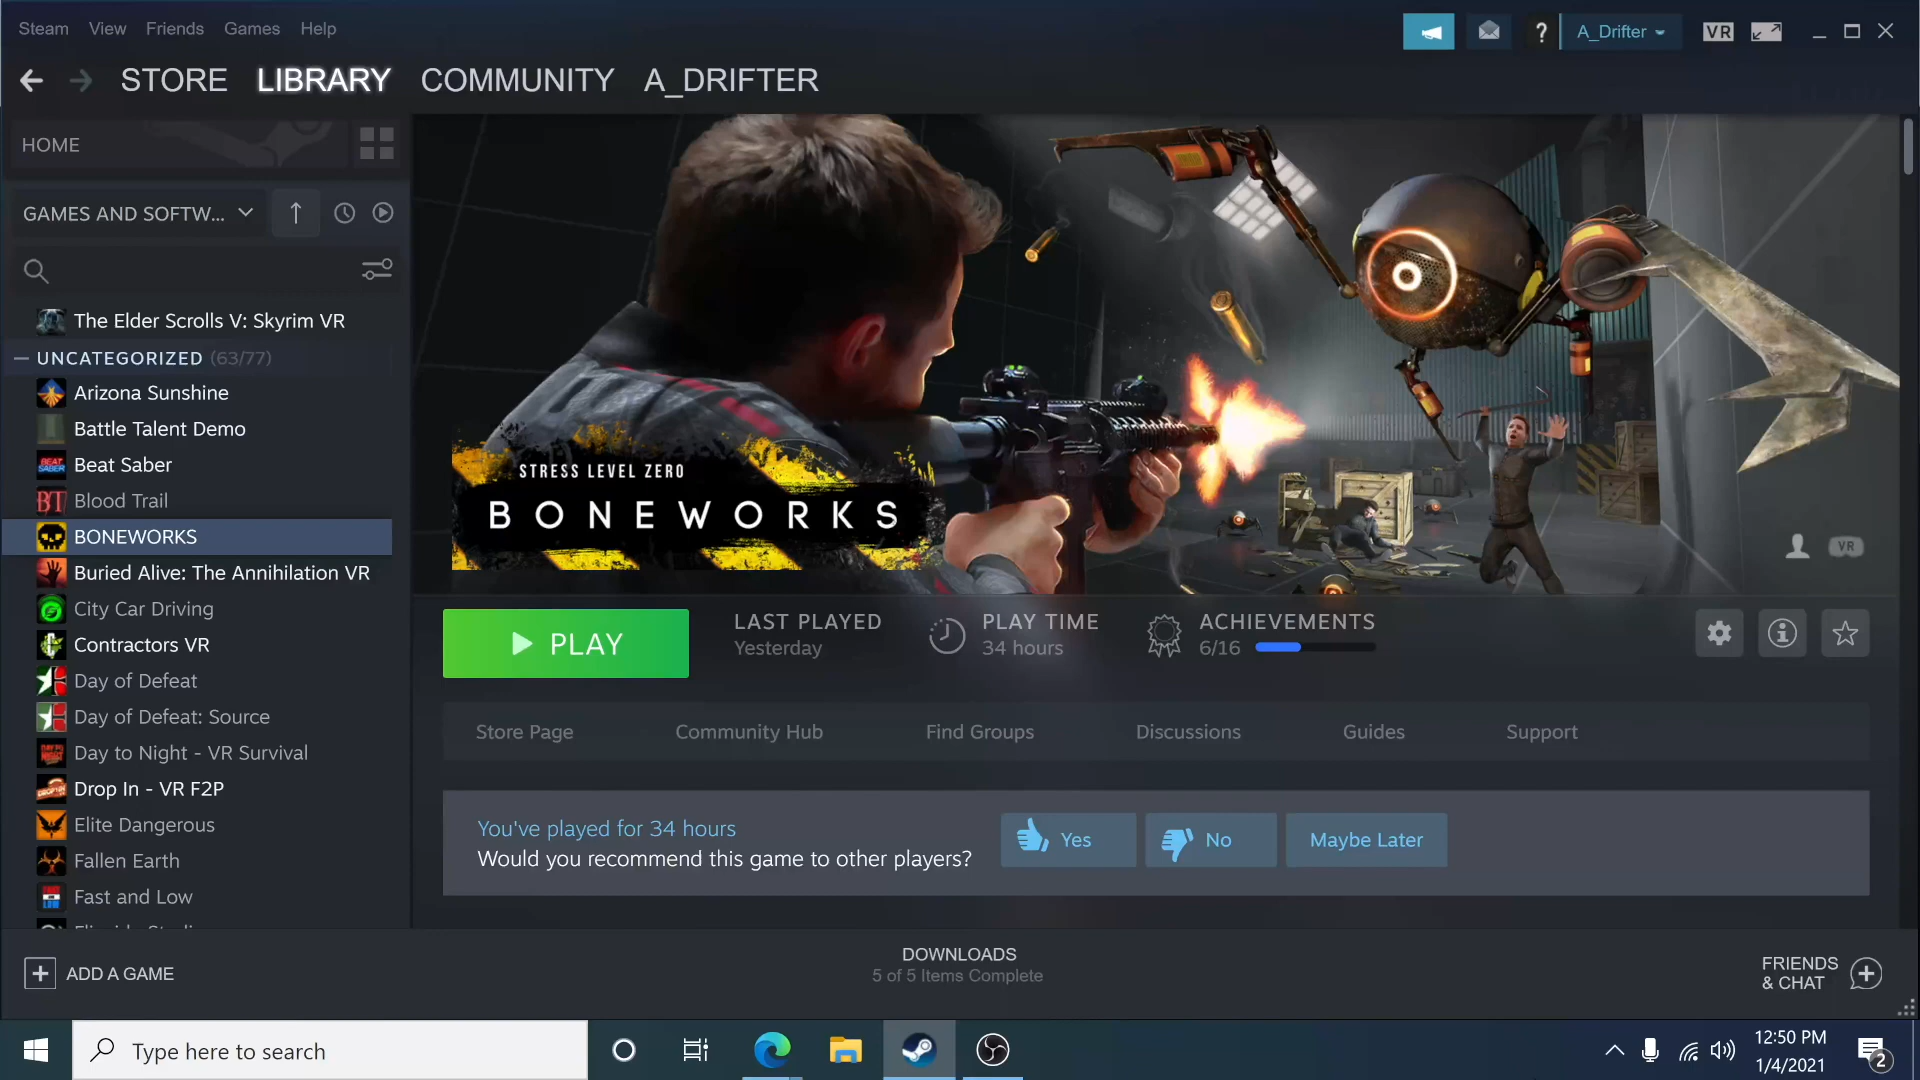 Steam View Friends Games Help
? A_Drifter VR
STORE LIBRARY COMMUNITY A_DRIFTER
HOME
GAMES AND SOFTW...
The Elder Scrolls V: Skyrim VR
UNCATEGORIZED (63/77)
Arizona Sunshine
Battle Talent Demo
BEAT SABER Beat Saber
BT Blood Trail
BONEWORKS
Buried Alive: The Annihilation VR
City Car Driving
Contractors VR
Day of Defeat
Day of Defeat: Source
Day to Night - VR Survival
Drop In - VR F2P
Elite Dangerous
Fallen Earth
Fast and Low
STRESS LEVEL ZERO
BONEWORKS
VR
PLAY
LAST PLAYED
Yesterday
PLAY TIME
34 hours
ACHIEVEMENTS
6/16
Store Page Community Hub Find Groups Discussions Guides Support
You've played for 34 hours
Would you recommend this game to other players?
Yes No Maybe Later
ADD A GAME
DOWNLOADS
5 of 5 Items Complete
FRIENDS
& CHAT
Type here to search
12:50 PM
1/4/2021
2